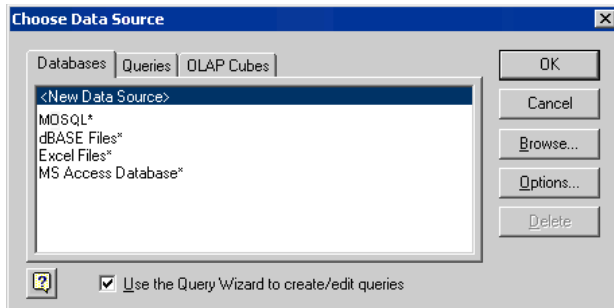 Choose Data Source
Databases Queries OLAP Cubes
<New Data Source>
MOSQL*
dBASE Files*
Excel Files*
MS Access Database*
OK
Cancel
Browse...
Options...
Delete
? Use the Query Wizard to create/edit queries